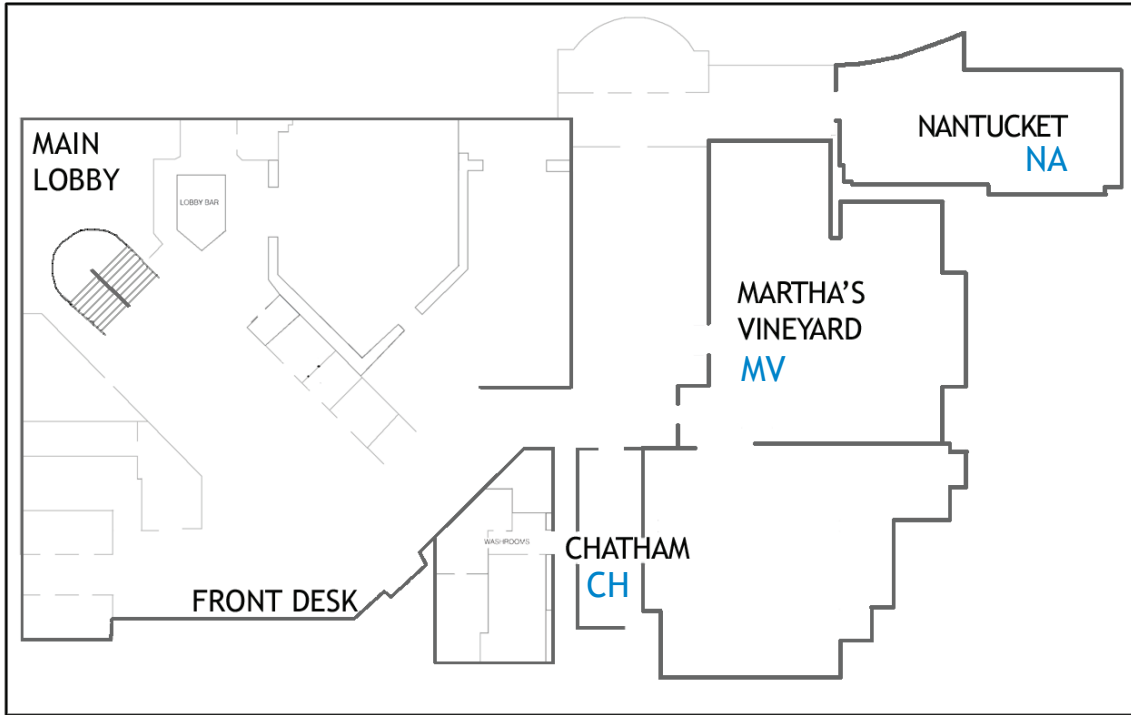 MAIN
LOBBY
LOBBY BAR
NANTUCKET
NA
MARTHA'S
VINEYARD
MV
WASHROOMS
CHATHAM
CH
FRONT DESK